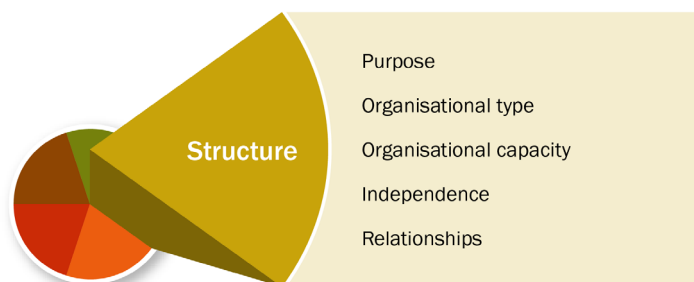 Structure
Purpose
Organisational type
Organisational capacity
Independence
Relationships